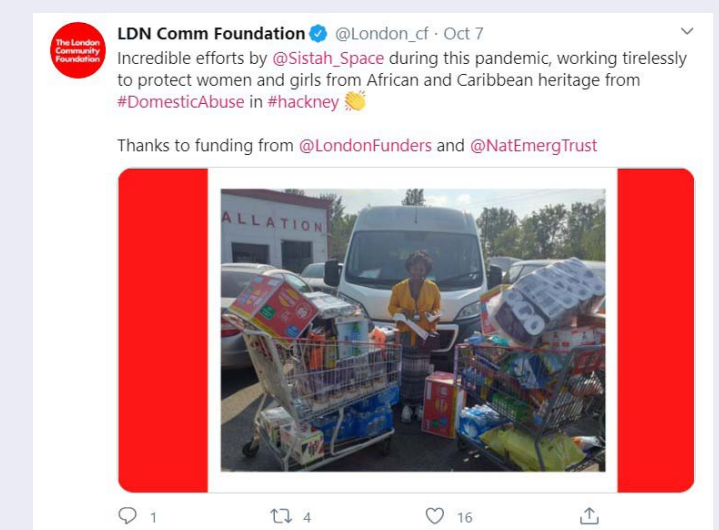 The London
Community
Foundation
LDN Comm Foundation @London_cf · Oct 7
Incredible efforts by @Sistah_Space during this pandemic, working tirelessly
to protect women and girls from African and Caribbean heritage from
#DomesticAbuse in #hackney 👏
Thanks to funding from @LondonFunders and @NatEmergTrust
ALLATION
1 4 16